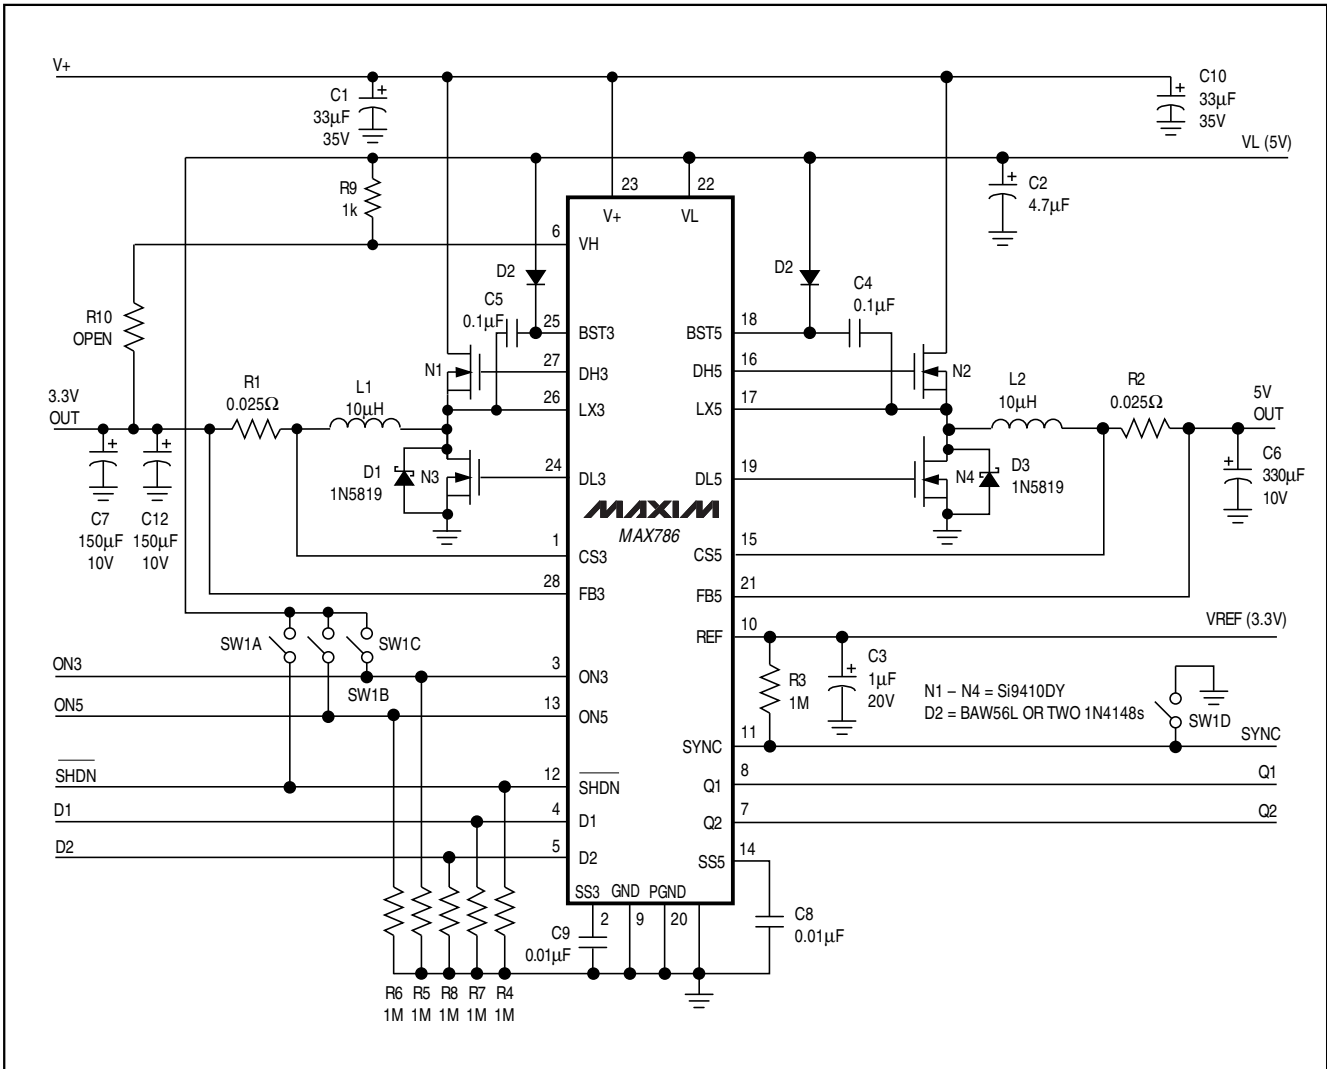 V+
C1
33µF
35V
+
C10
33µF
35V
+
VL (5V)
R9
1k
23
22
V+
VL
C2
4.7µF
+
6
VH
D2
D2
C5
0.1µF
C4
0.1µF
R10
OPEN
25
BST3
BST5
18
N1
27
DH3
DH5
16
N2
3.3V
OUT
R1
0.025Ω
L1
10µH
26
LX3
LX5
17
L2
10µH
R2
0.025Ω
5V
OUT
+
C7
150µF
10V
+
C12
150µF
10V
D1
1N5819
N3
24
DL3
DL5
19
N4
D3
1N5819
+
C6
330µF
10V
MAXIM
MAX786
1
CS3
CS5
15
28
FB3
FB5
21
REF
10
VREF (3.3V)
SW1A
SW1C
SW1B
ON3
3
ON3
R3
1M
+
C3
1µF
20V
N1 – N4 = Si9410DY
D2 = BAW56L OR TWO 1N4148s
SW1D
ON5
13
ON5
SYNC
11
SYNC
SHDN
12
SHDN
Q1
8
Q1
D1
4
D1
Q2
7
Q2
D2
5
D2
SS5
14
SS3
GND
PGND
2
9
20
C9
0.01µF
C8
0.01µF
R6
1M
R5
1M
R8
1M
R7
1M
R4
1M